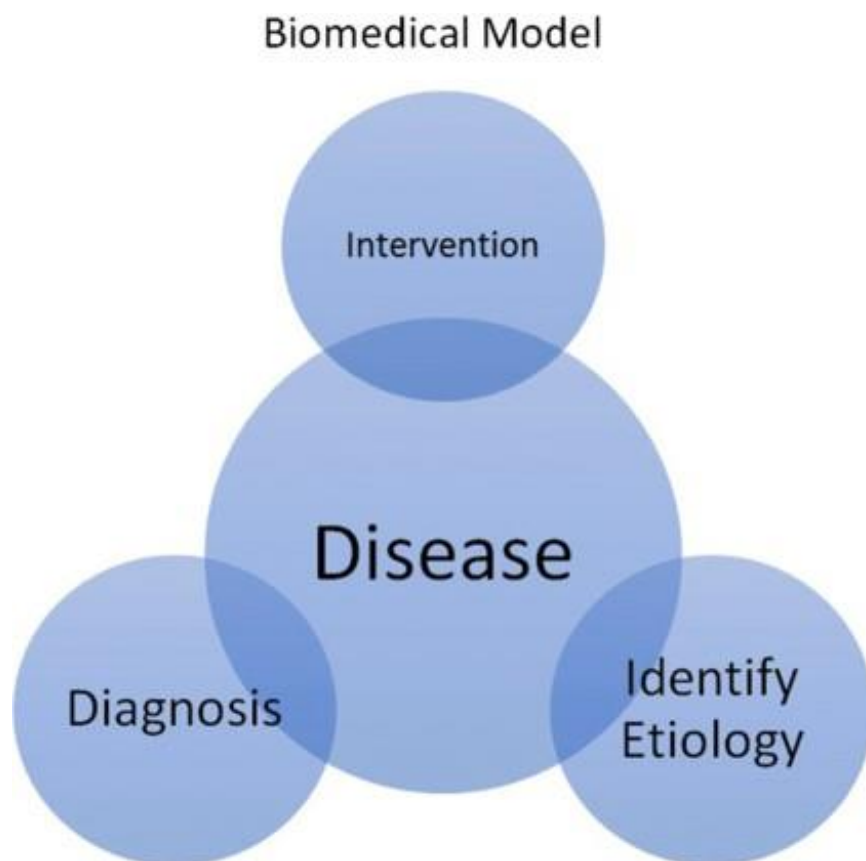 Biomedical Model
Intervention
Disease
Diagnosis
Identify
Etiology